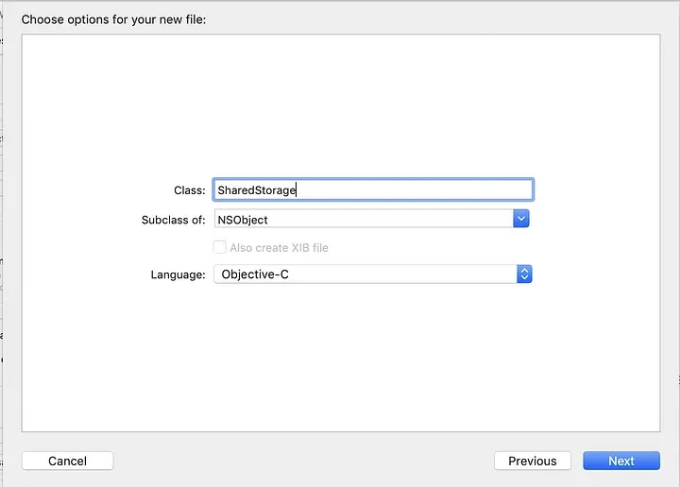 Choose options for your new file:
Class: SharedStorage
Subclass of: NSObject
Also create XIB file
Language: Objective-C
Cancel Previous Next